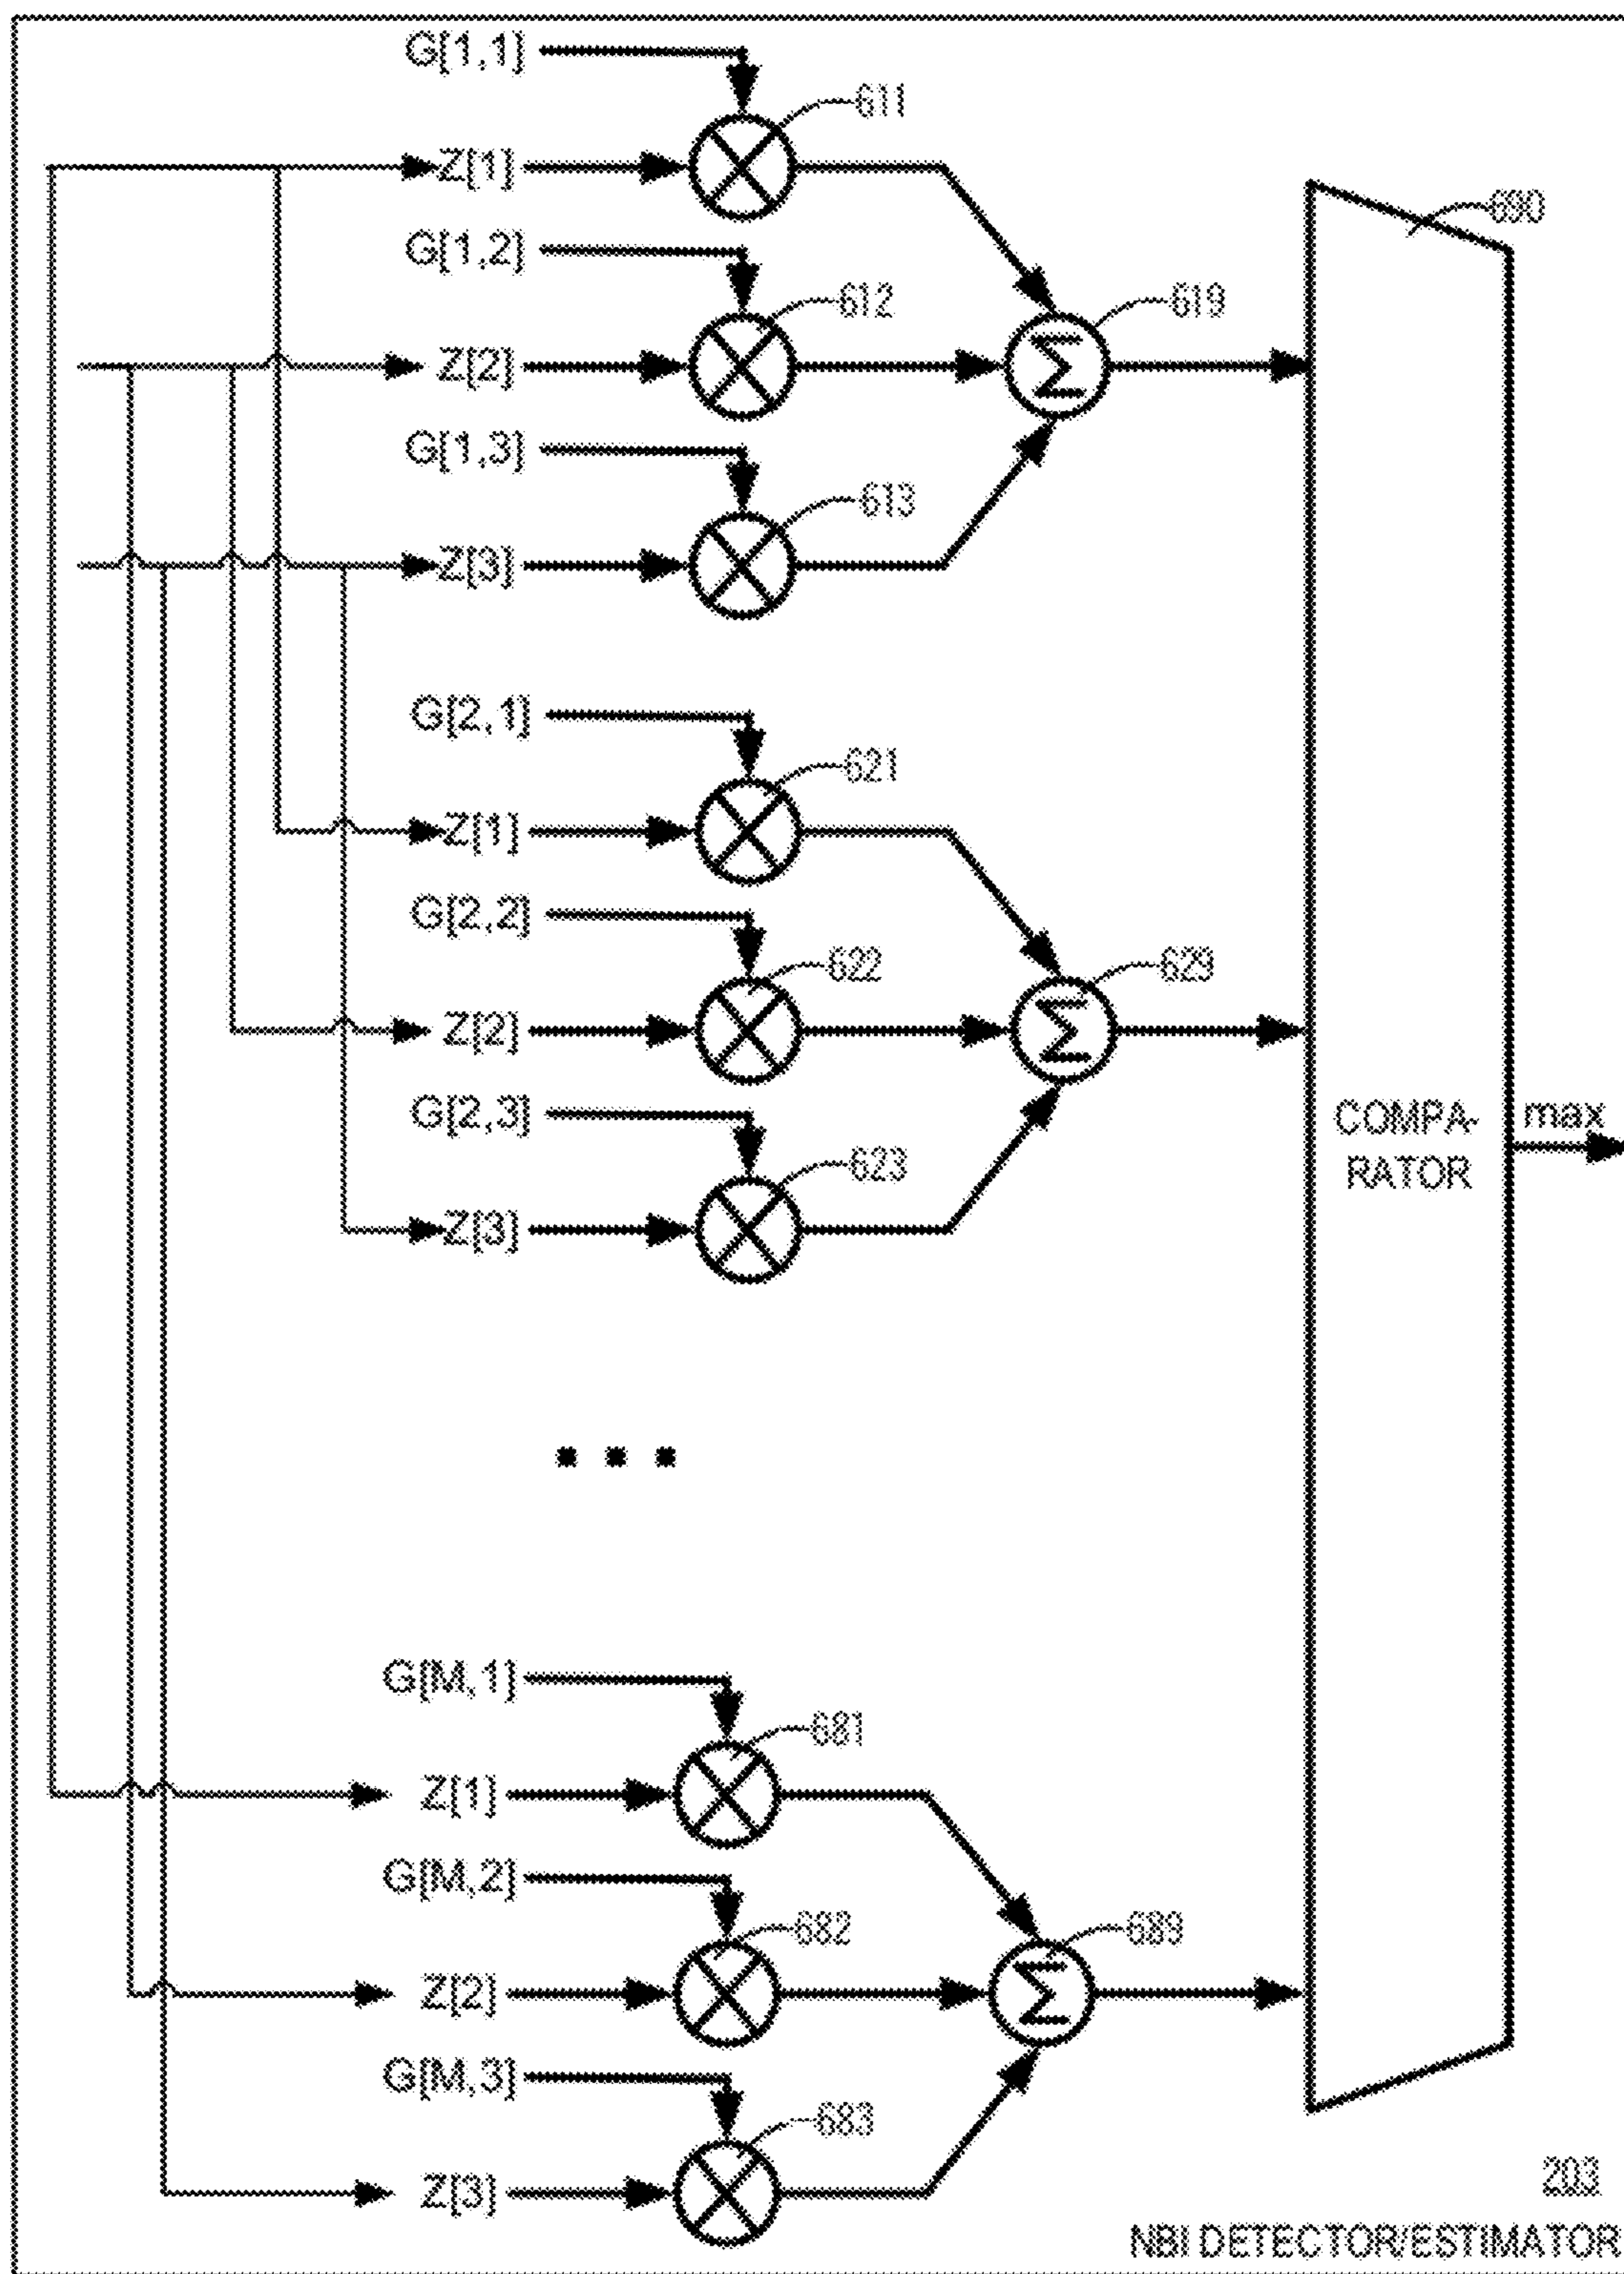 G[1,1]
611
Z[1]
690
G[1,2]
612
619
Z[2]
Σ
G[1,3]
613
Z[3]
G[2,1]
621
Z[1]
G[2,2]
622
629
Z[2]
Σ
G[2,3]
COMPA-
RATOR
max
623
Z[3]
G[M,1]
681
Z[1]
G[M,2]
682
689
Z[2]
Σ
G[M,3]
683
Z[3]
203
NBI DETECTOR/ESTIMATOR